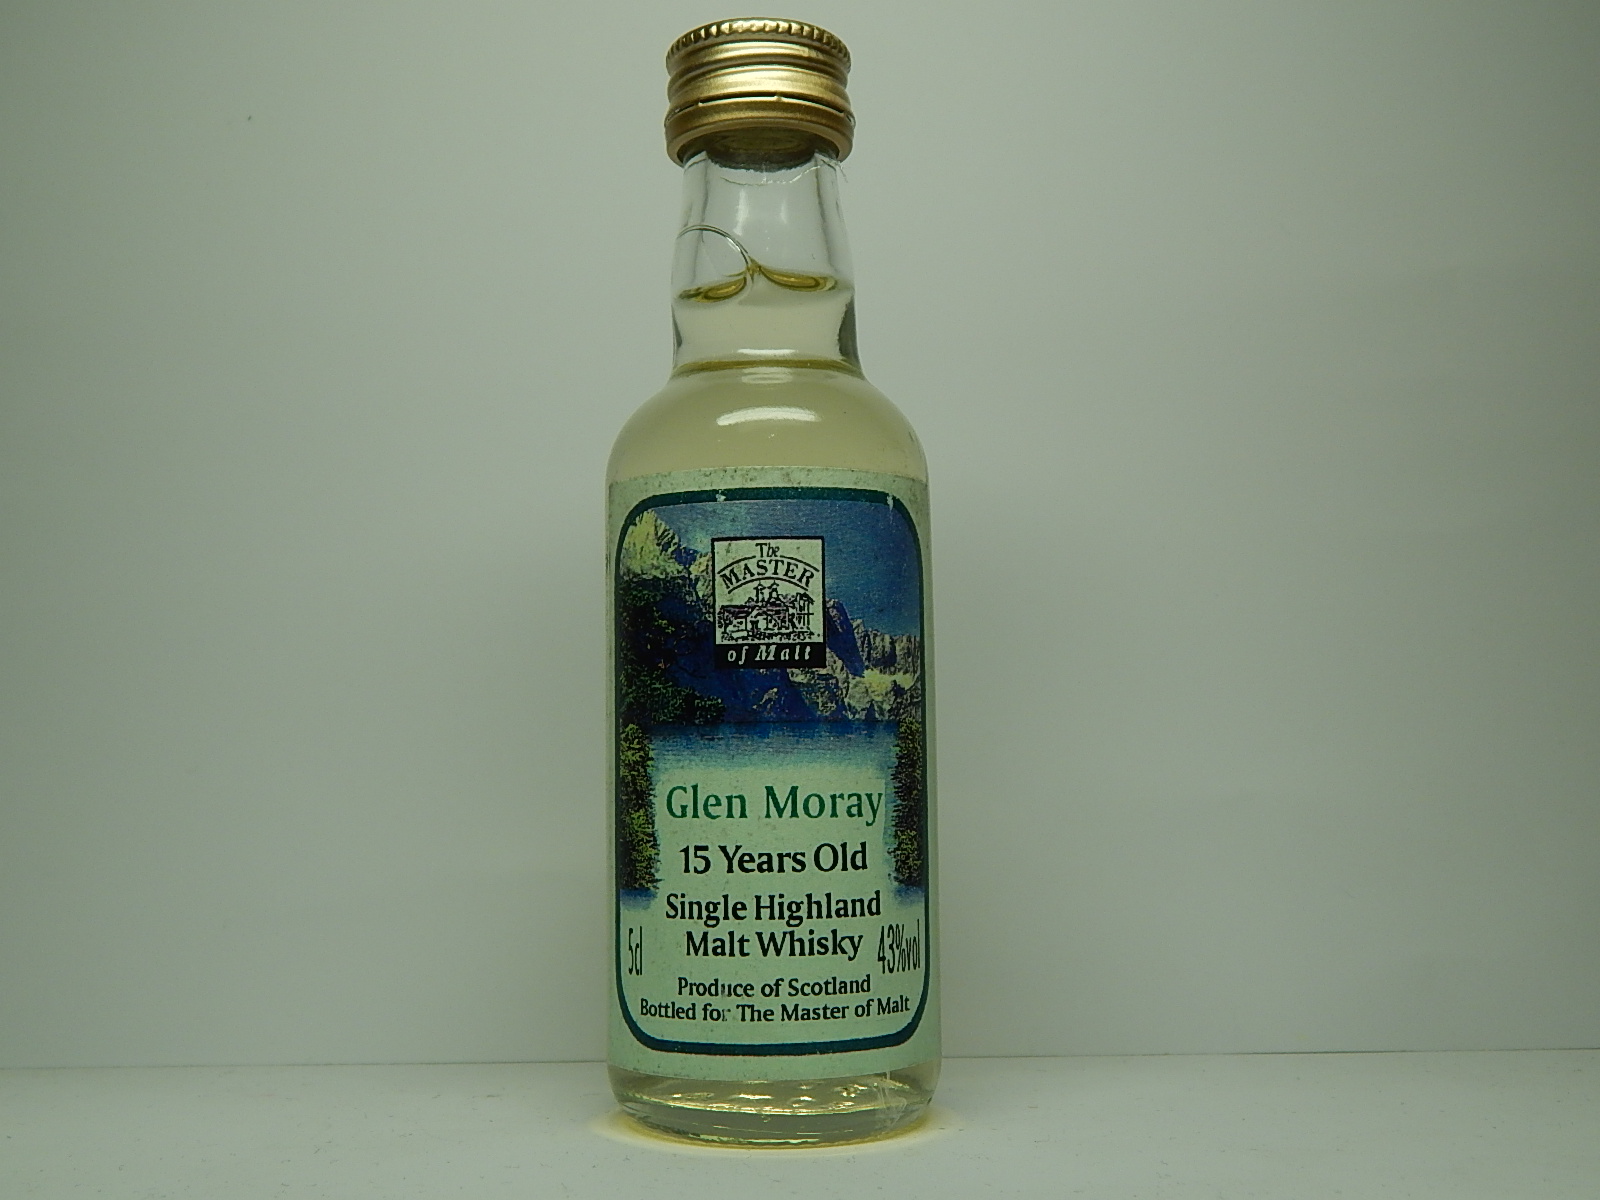 The
MASTER
of Malt
Glen Moray
15 Years Old
Single Highland
Malt Whisky
5cl
43%vol
Produce of Scotland
Bottled for The Master of Malt